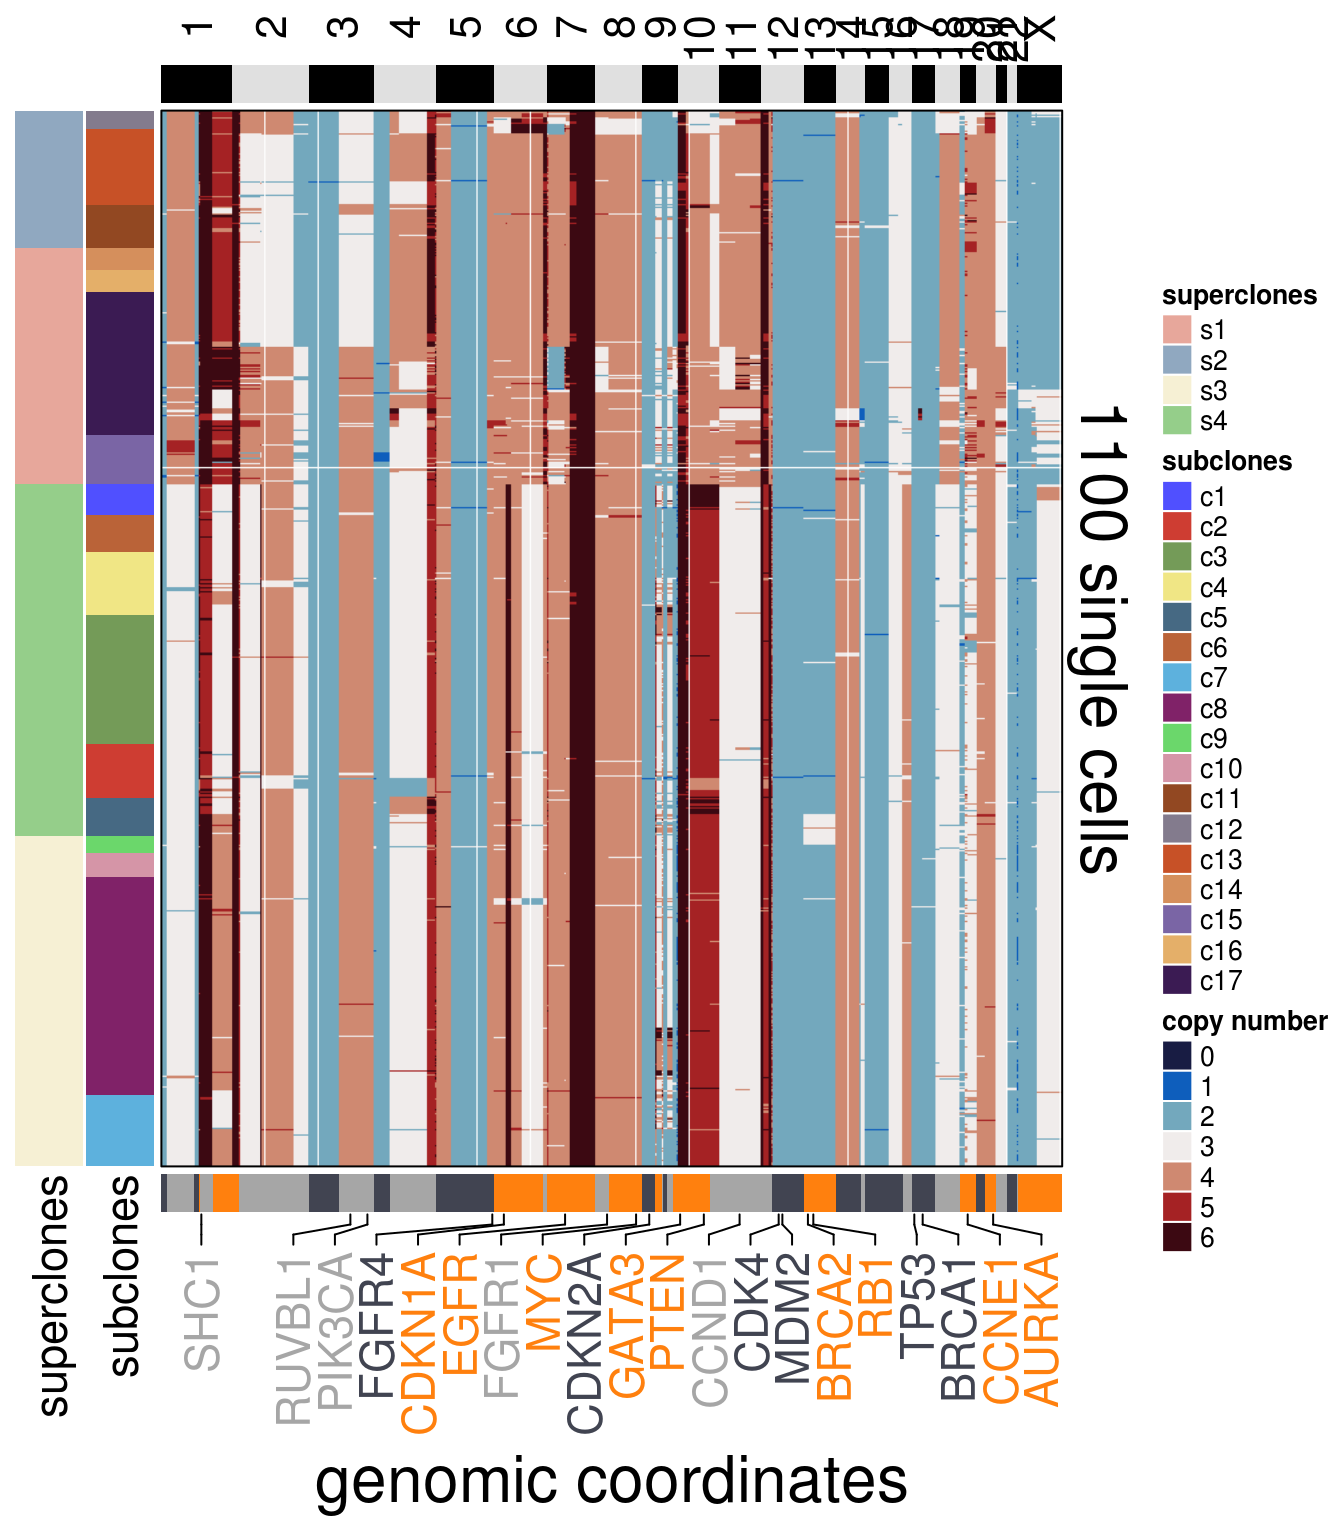 1
2
3
4
5
6
7
8
9
10
11
12
13
14
15
16
17
18
19
20
22
X
1100 single cells
superclones
s1
s2
s3
s4
subclones
c1
c2
c3
c4
c5
c6
c7
c8
c9
c10
c11
c12
c13
c14
c15
c16
c17
copy number
0
1
2
3
4
5
6
superclones
subclones
SHC1
RUVBL1
PIK3CA
FGFR4
CDKN1A
EGFR
FGFR1
MYC
CDKN2A
GATA3
PTEN
CCND1
CDK4
MDM2
BRCA2
RB1
TP53
BRCA1
CCNE1
AURKA
genomic coordinates